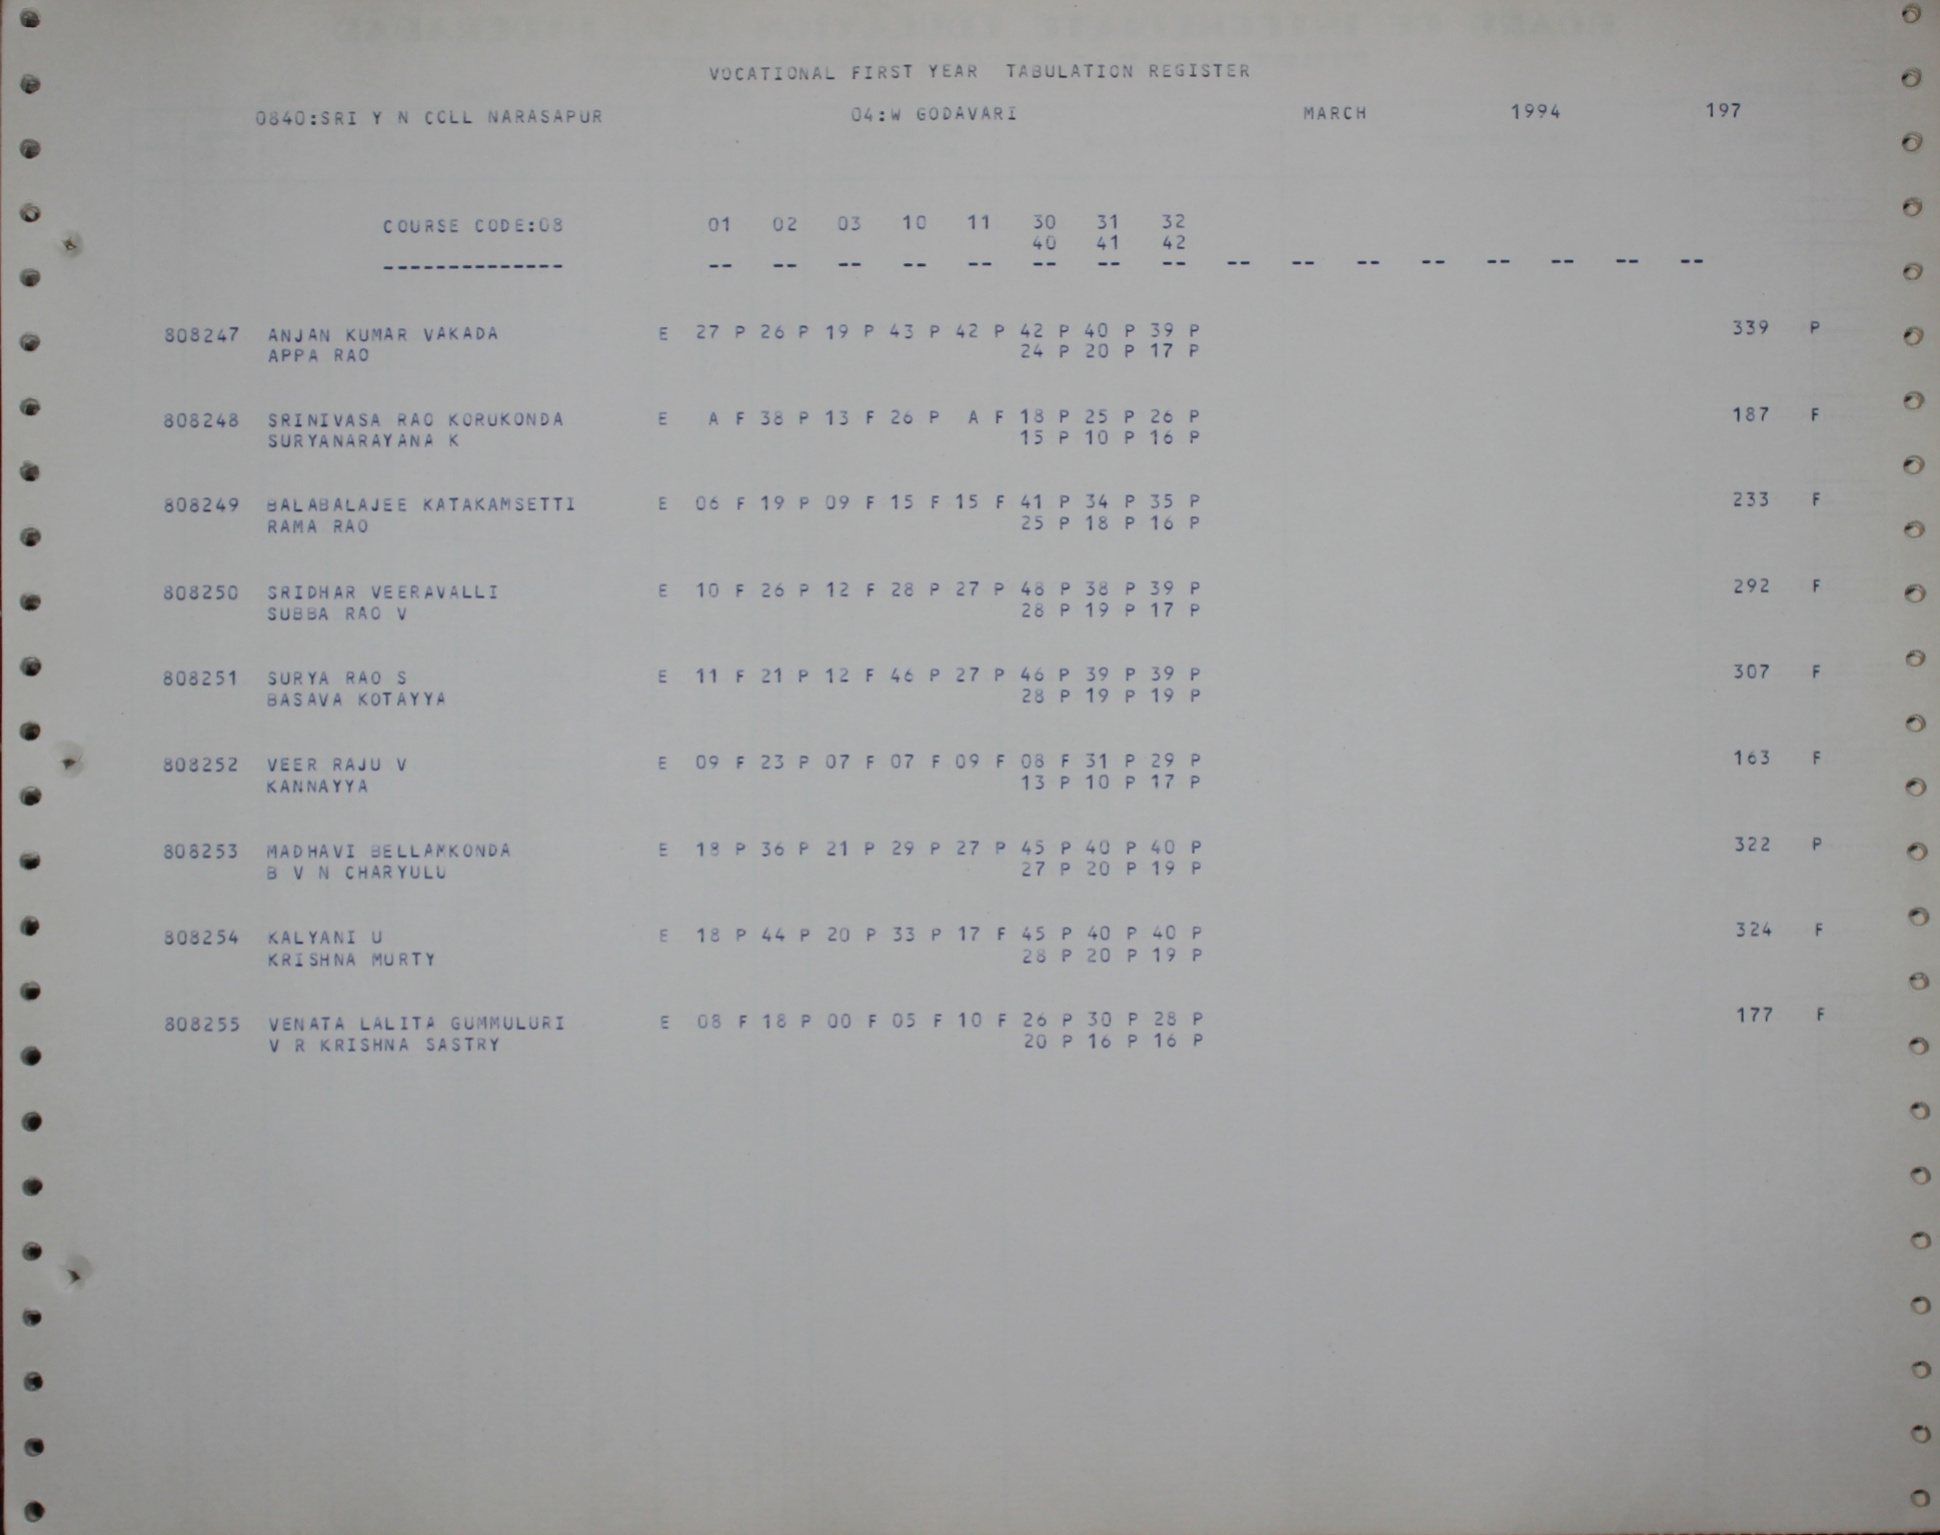 VOCATIONAL FIRST YEAR TABULATION REGISTER
0840:SRI Y N COLL NARASAPUR 04:W GODAVARI MARCH 1994 197
COURSE CODE:08 01 02 03 10 11 30 31 32
40 41 42
-------------- -- -- -- -- -- -- -- -- -- -- -- -- -- -- -- --
808247 ANJAN KUMAR VAKADA E 27 P 26 P 19 P 43 P 42 P 42 P 40 P 39 P 339 P
APPA RAO 24 P 20 P 17 P
808248 SRINIVASA RAO KORUKONDA E A F 38 P 13 F 26 P A F 18 P 25 P 26 P 187 F
SURYANARAYANA K 15 P 10 P 16 P
808249 BALABALAJEE KATAKAMSETTI E 06 F 19 P 09 F 15 F 15 F 41 P 34 P 35 P 233 F
RAMA RAO 25 P 18 P 16 P
808250 SRIDHAR VEERAVALLI E 10 F 26 P 12 F 28 P 27 P 48 P 38 P 39 P 292 F
SUBBA RAO V 28 P 19 P 17 P
808251 SURYA RAO S E 11 F 21 P 12 F 46 P 27 P 46 P 39 P 39 P 307 F
BASAVA KOTAYYA 28 P 19 P 19 P
808252 VEER RAJU V E 09 F 23 P 07 F 07 F 09 F 08 F 31 P 29 P 163 F
KANNAYYA 13 P 10 P 17 P
808253 MADHAVI BELLAMKONDA E 18 P 36 P 21 P 29 P 27 P 45 P 40 P 40 P 322 P
B V N CHARYULU 27 P 20 P 19 P
808254 KALYANI U E 18 P 44 P 20 P 33 P 17 F 45 P 40 P 40 P 324 F
KRISHNA MURTY 28 P 20 P 19 P
808255 VENATA LALITA GUMMULURI E 08 F 18 P 00 F 05 F 10 F 26 P 30 P 28 P 177 F
V R KRISHNA SASTRY 20 P 16 P 16 P